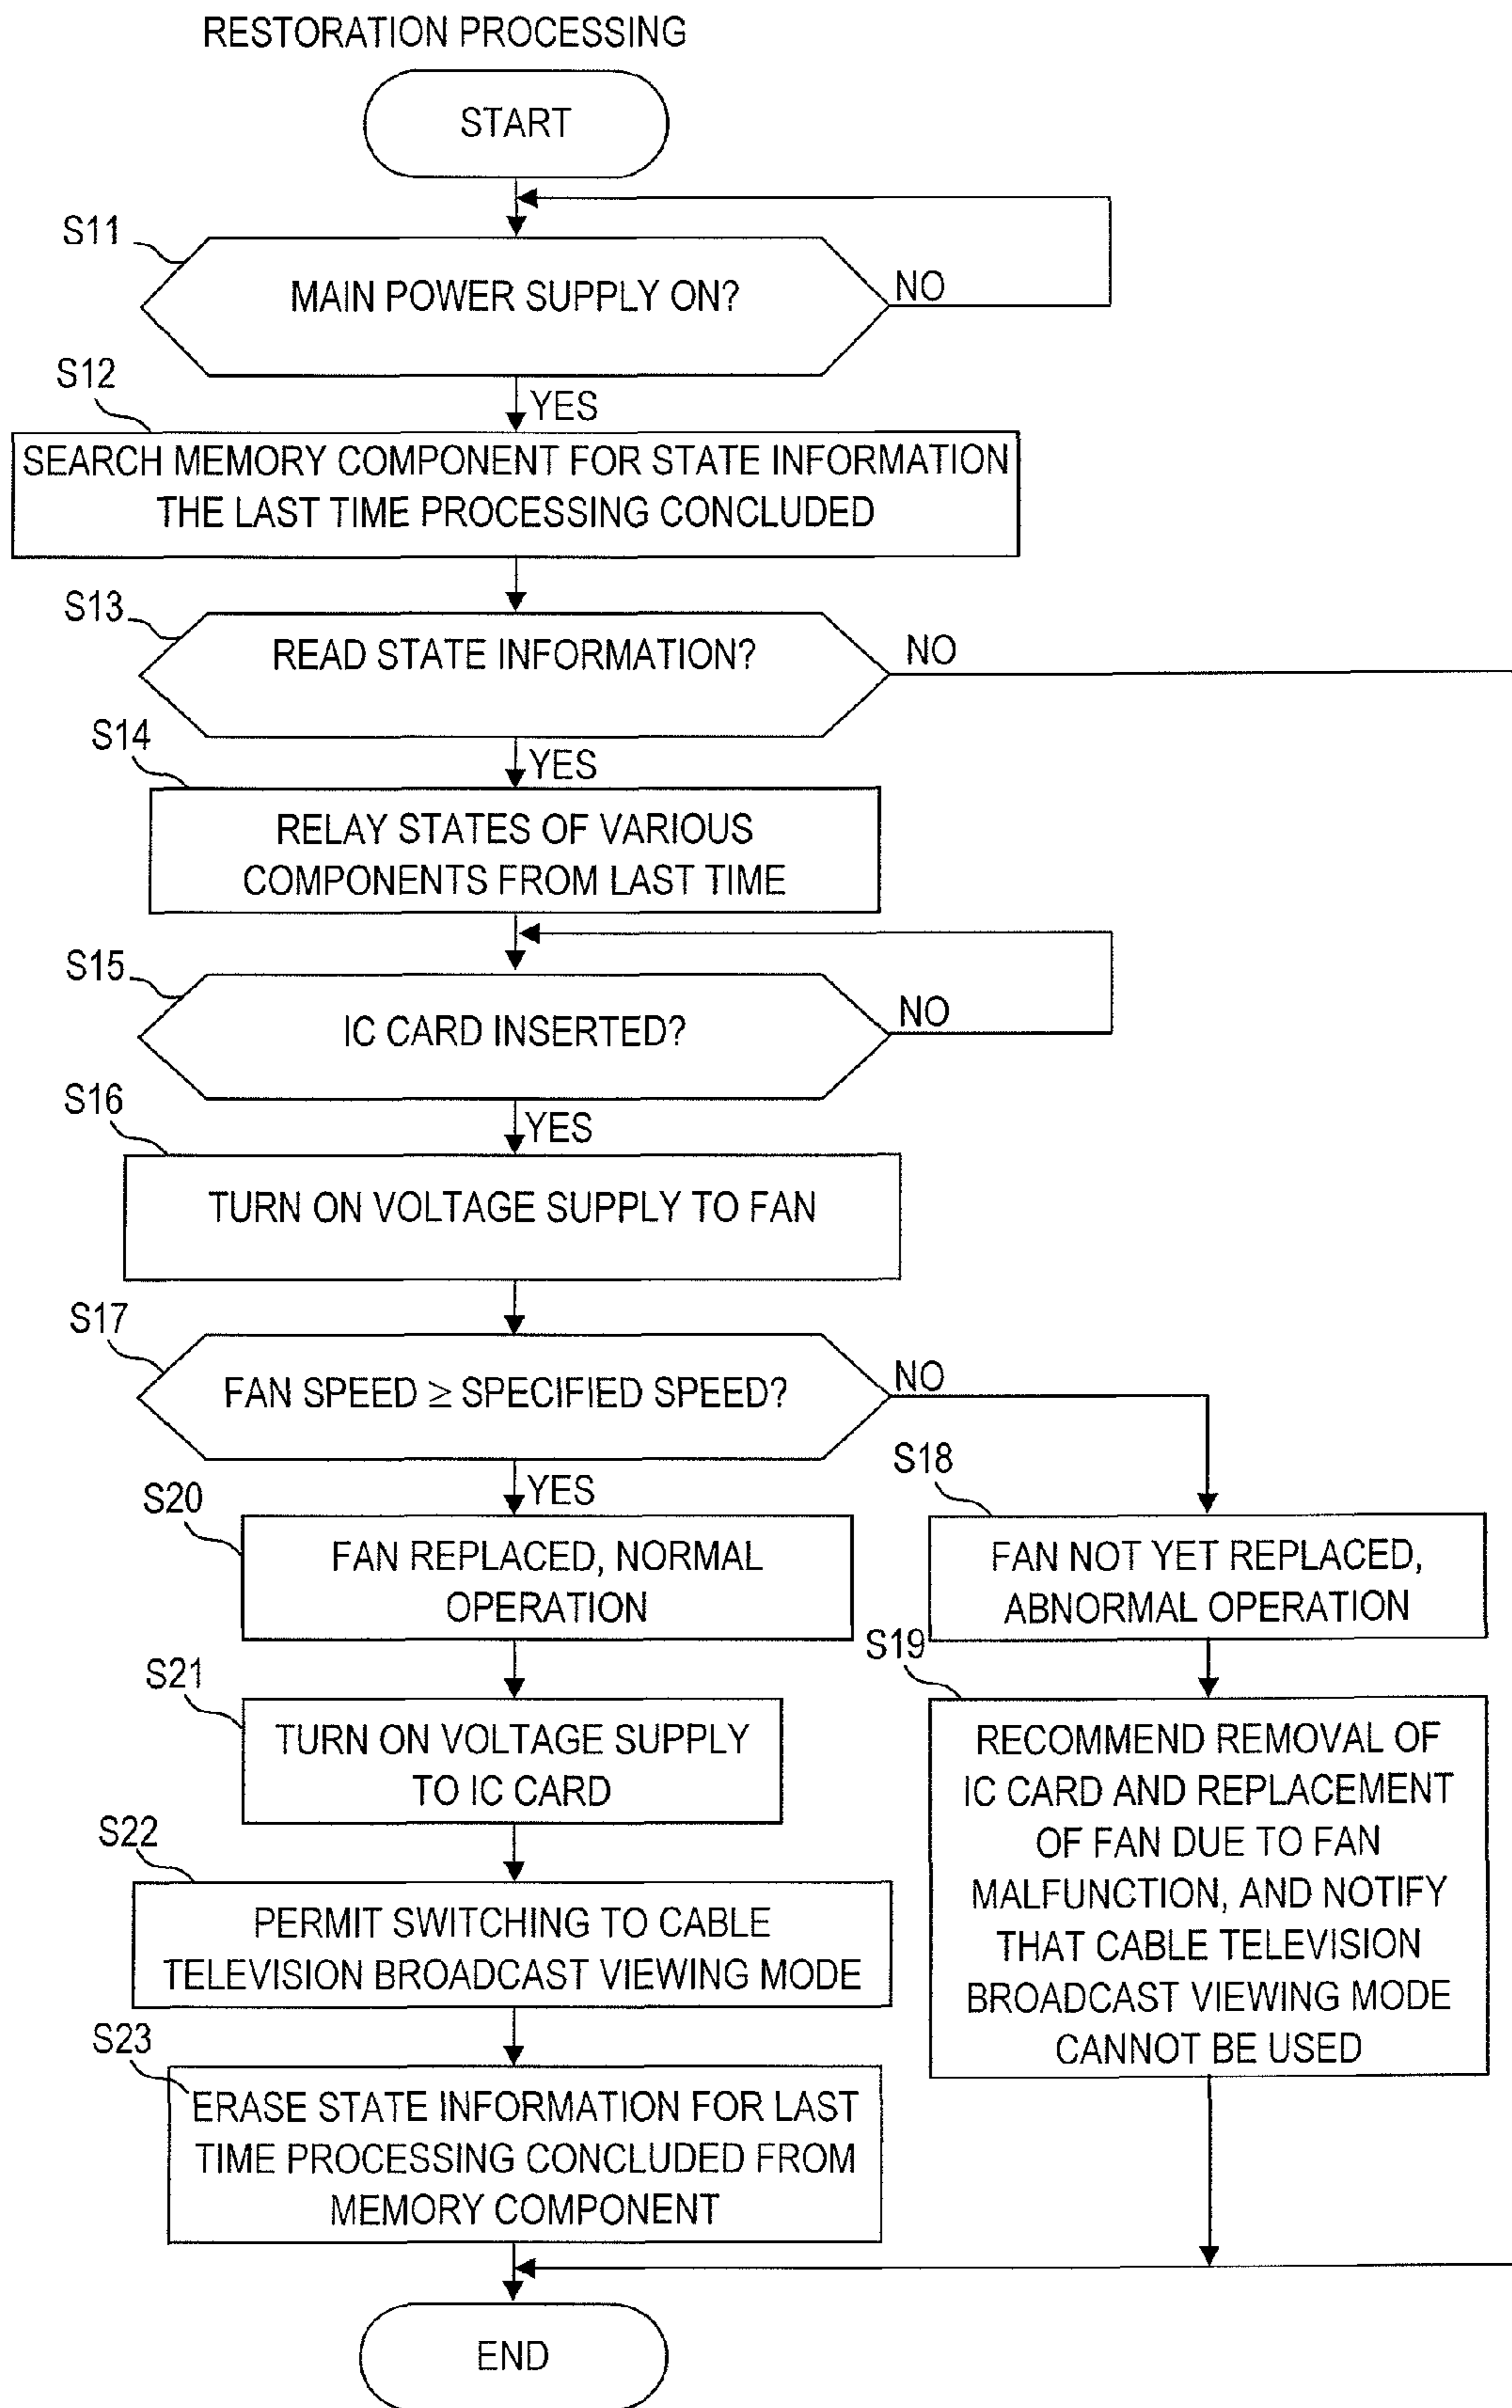 RESTORATION PROCESSING
START
S11
MAIN POWER SUPPLY ON?
NO
YES
S12
SEARCH MEMORY COMPONENT FOR STATE INFORMATION
THE LAST TIME PROCESSING CONCLUDED
S13
READ STATE INFORMATION?
NO
YES
S14
RELAY STATES OF VARIOUS
COMPONENTS FROM LAST TIME
S15
IC CARD INSERTED?
NO
YES
S16
TURN ON VOLTAGE SUPPLY TO FAN
S17
FAN SPEED ≥ SPECIFIED SPEED?
NO
YES
S18
FAN NOT YET REPLACED,
ABNORMAL OPERATION
S19
RECOMMEND REMOVAL OF
IC CARD AND REPLACEMENT
OF FAN DUE TO FAN
MALFUNCTION, AND NOTIFY
THAT CABLE TELEVISION
BROADCAST VIEWING MODE
CANNOT BE USED
S20
FAN REPLACED, NORMAL
OPERATION
S21
TURN ON VOLTAGE SUPPLY
TO IC CARD
S22
PERMIT SWITCHING TO CABLE
TELEVISION BROADCAST VIEWING MODE
S23
ERASE STATE INFORMATION FOR LAST
TIME PROCESSING CONCLUDED FROM
MEMORY COMPONENT
END